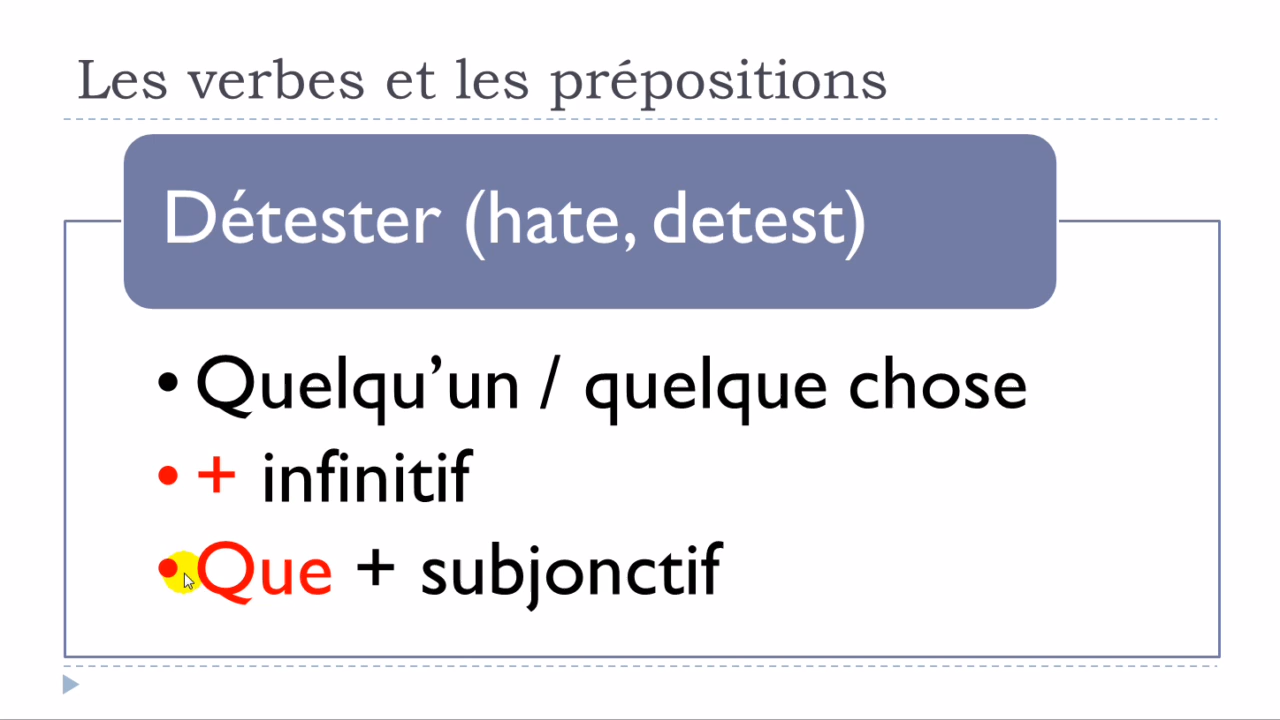 Les verbes et les prépositions
Détester (hate, detest)
• Quelqu’un / quelque chose
• + infinitif
• Que + subjonctif